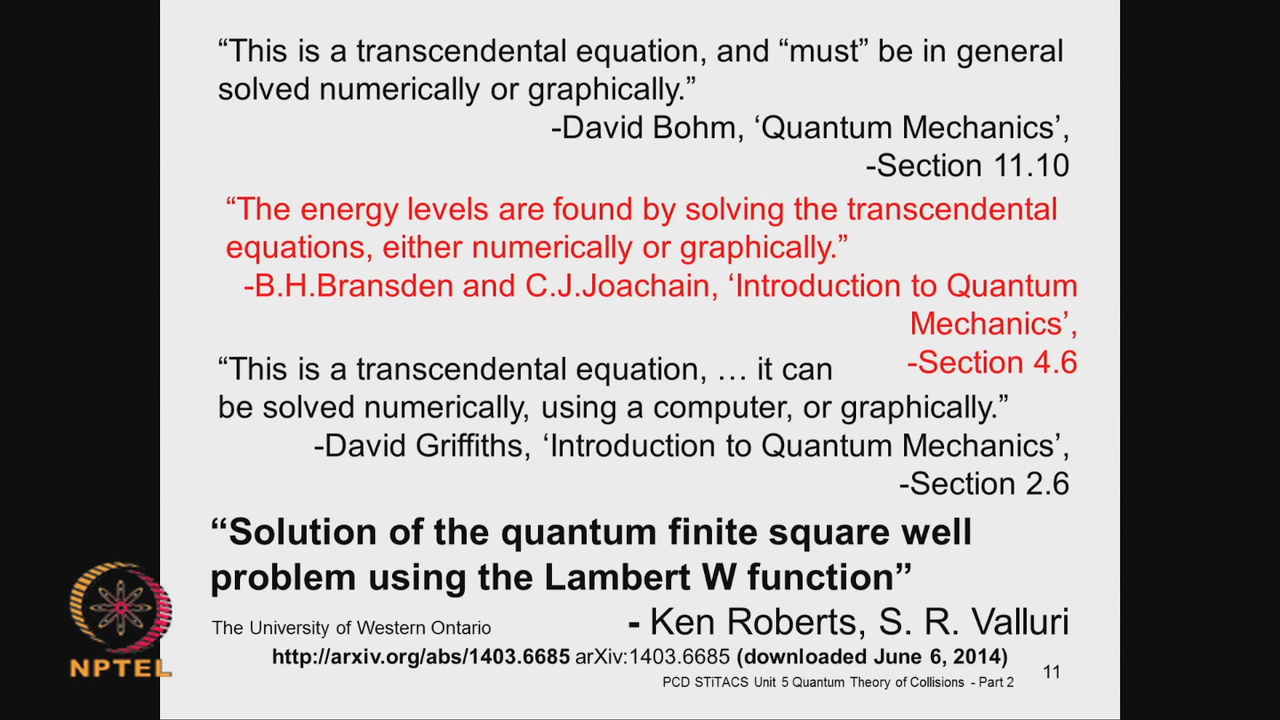 “This is a transcendental equation, and “must” be in general
solved numerically or graphically.”
-David Bohm, ‘Quantum Mechanics’,
-Section 11.10
“The energy levels are found by solving the transcendental
equations, either numerically or graphically.”
-B.H.Bransden and C.J.Joachain, ‘Introduction to Quantum
Mechanics’,
-Section 4.6
“This is a transcendental equation, … it can
be solved numerically, using a computer, or graphically.”
-David Griffiths, ‘Introduction to Quantum Mechanics’,
-Section 2.6
“Solution of the quantum finite square well
problem using the Lambert W function”
- Ken Roberts, S. R. Valluri
The University of Western Ontario
http://arxiv.org/abs/1403.6685 arXiv:1403.6685 (downloaded June 6, 2014)
PCD STiTACS Unit 5 Quantum Theory of Collisions - Part 2
11
NPTEL